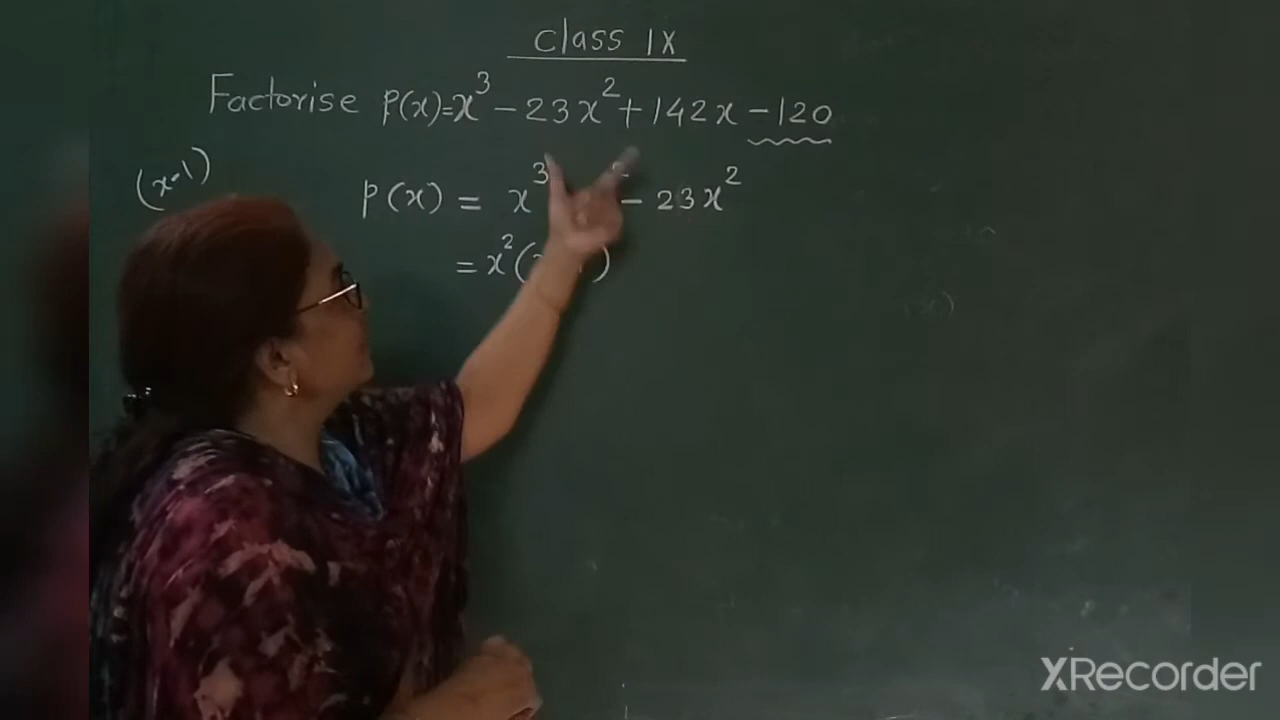 Class IX
Factorise p(x)=x³ - 23x² + 142x - 120
(x-1)
p(x) = x³ - 23x²
= x²( )
XRecorder